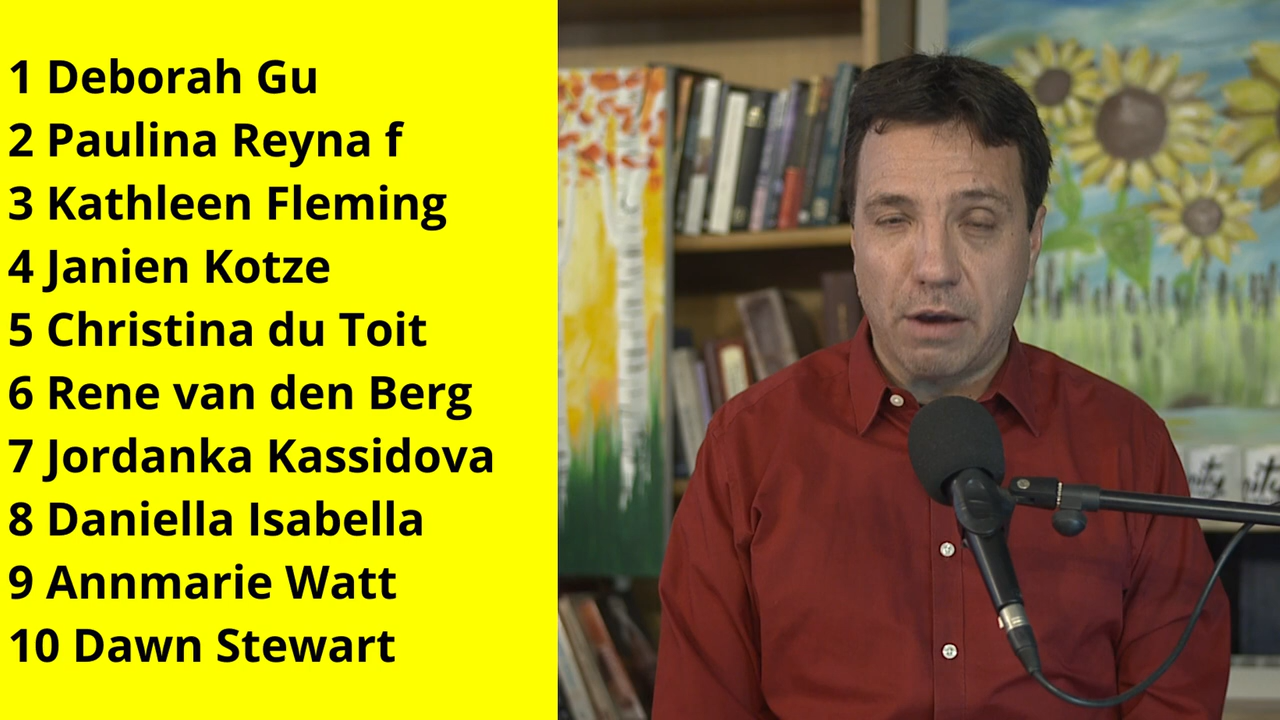 1 Deborah Gu
2 Paulina Reyna f
3 Kathleen Fleming
4 Janien Kotze
5 Christina du Toit
6 Rene van den Berg
7 Jordanka Kassidova
8 Daniella Isabella
9 Annmarie Watt
10 Dawn Stewart